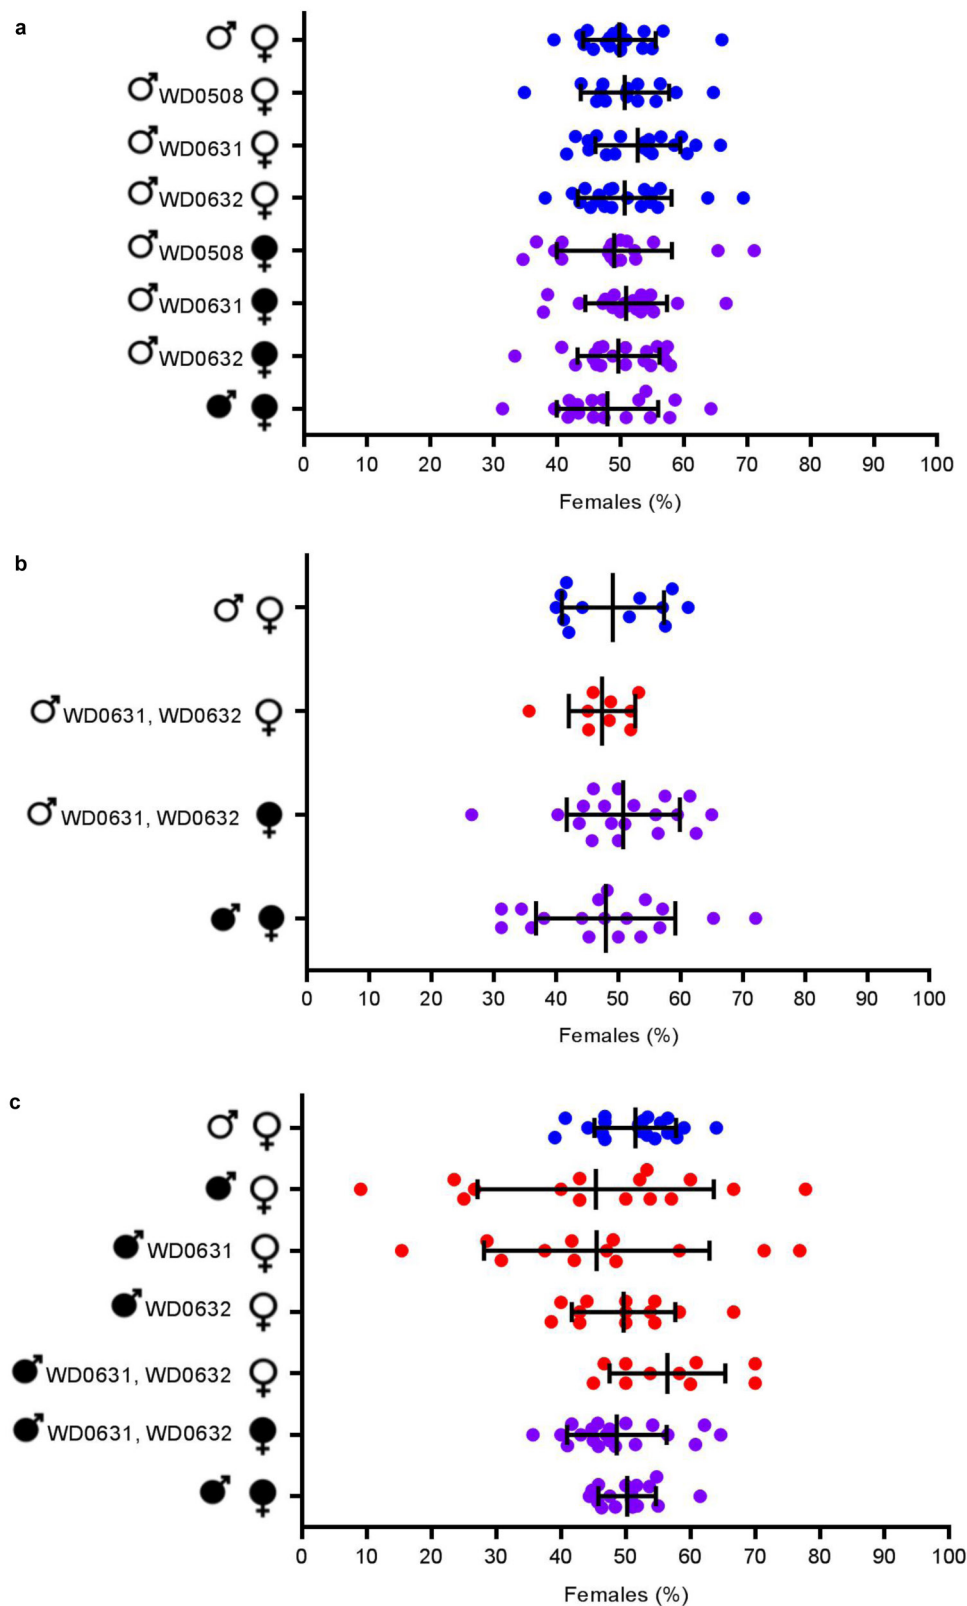 a
♂ ♀
♂ WD0508 ♀
♂ WD0631 ♀
♂ WD0632 ♀
♂ WD0508 ♀
♂ WD0631 ♀
♂ WD0632 ♀
♂ ♀
0 10 20 30 40 50 60 70 80 90 100
Females (%)
b
♂ ♀
♂ WD0631, WD0632 ♀
♂ WD0631, WD0632 ♀
♂ ♀
0 10 20 30 40 50 60 70 80 90 100
Females (%)
c
♂ ♀
♂ ♀
♂ WD0631 ♀
♂ WD0632 ♀
♂ WD0631, WD0632 ♀
♂ WD0631, WD0632 ♀
♂ ♀
0 10 20 30 40 50 60 70 80 90 100
Females (%)